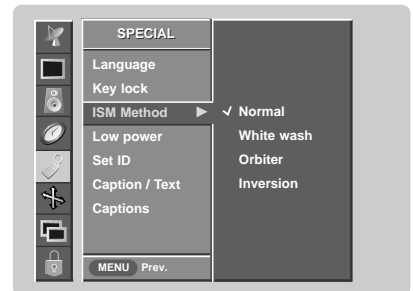 SPECIAL
Language
Key lock
ISM Method
Low power
Set ID
Caption / Text
Captions
MENU Prev.
Normal
White wash
Orbiter
Inversion